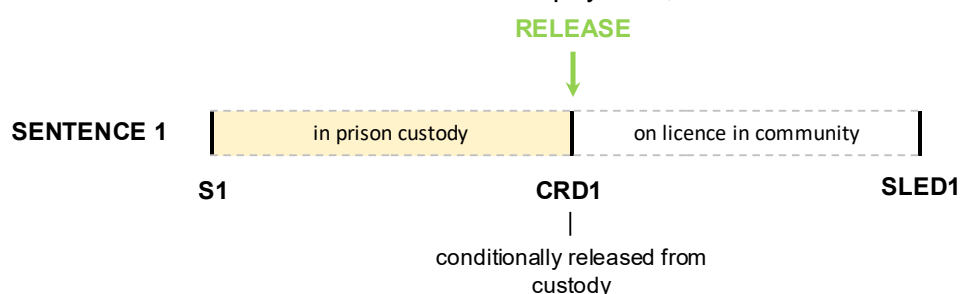 RELEASE
SENTENCE 1
in prison custody
on licence in community
S1
CRD1
SLED1
conditionally released from
custody